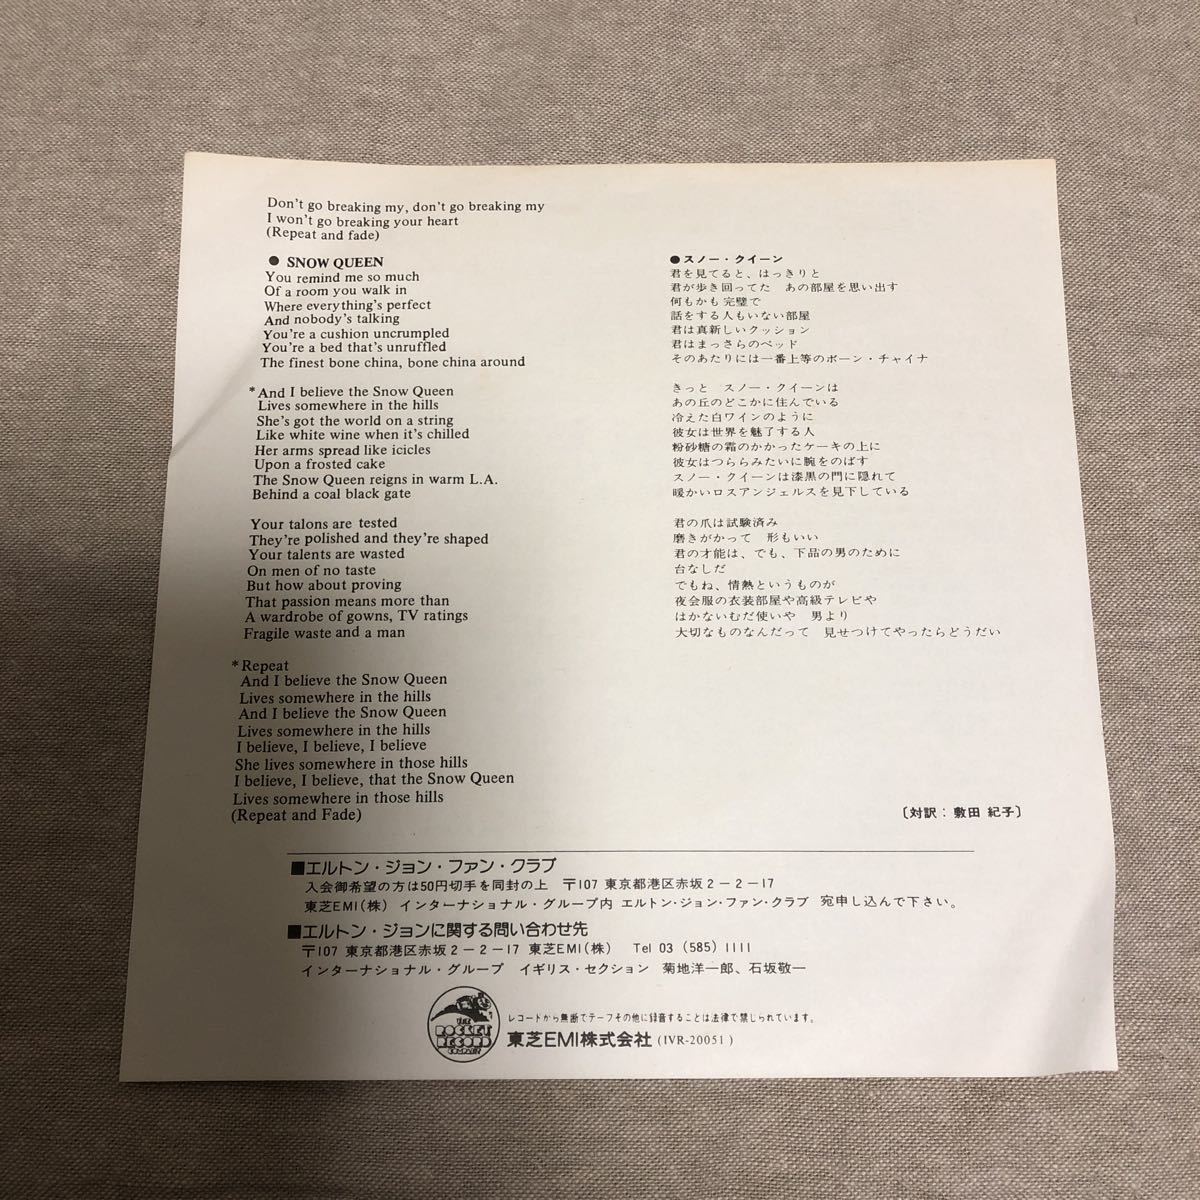 Don't go breaking my, don't go breaking my
I won't go breaking your heart
(Repeat and fade)
● SNOW QUEEN
You remind me so much
Of a room you walk in
Where everything's perfect
And nobody's talking
You're a cushion uncrumpled
You're a bed that's unruffled
The finest bone china, bone china around
*And I believe the Snow Queen
Lives somewhere in the hills
She's got the world on a string
Like white wine when it's chilled
Her arms spread like icicles
Upon a frosted cake
The Snow Queen reigns in warm L.A.
Behind a coal black gate
Your talons are tested
They're polished and they're shaped
Your talents are wasted
On men of no taste
But how about proving
That passion means more than
A wardrobe of gowns, TV ratings
Fragile waste and a man
*Repeat
And I believe the Snow Queen
Lives somewhere in the hills
And I believe the Snow Queen
Lives somewhere in the hills
I believe, I believe, I believe
She lives somewhere in those hills
I believe, I believe, that the Snow Queen
Lives somewhere in those hills
(Repeat and Fade)
●スノー・クイーン
君を見てると、はっきりと
君が歩き回ってた　あの部屋を思い出す
何もかも完璧で
話をする人もいない部屋
君は真新しいクッション
君はまっさらのベッド
そのあたりには一番上等のボーン・チャイナ
きっと　スノー・クイーンは
あの丘のどこかに住んでいる
冷えた白ワインのように
彼女は世界を魅了する人
粉砂糖の霜のかかったケーキの上に
彼女はつららみたいに腕をのばす
スノー・クイーンは漆黒の門に隠れて
暖かいロスアンジェルスを見下している
君の爪は試験済み
磨きがかって　形もいい
君の才能は、でも、下品の男のために
台なしだ
でもね、情熱というものが
夜会服の衣装部屋や高級テレビや
はかないむだ使いや　男より
大切なものなんだって　見せつけてやったらどうだい
〔対訳：敷田 紀子〕
■エルトン・ジョン・ファン・クラブ
入会御希望の方は50円切手を同封の上　〒107 東京都港区赤坂2－2－17
東芝EMI(株) インターナショナル・グループ内 エルトン・ジョン・ファン・クラブ 宛申し込んで下さい。
■エルトン・ジョンに関する問い合わせ先
〒107 東京都港区赤坂2－2－17 東芝EMI(株)　Tel 03 (585) 1111
インターナショナル・グループ　イギリス・セクション　菊地洋一郎、石坂敬一
THE
ROCKET
RECORD
COMPANY
レコードから無断でテープその他に録音することは法律で禁じられています。
東芝EMI株式会社 (IVR-20051)